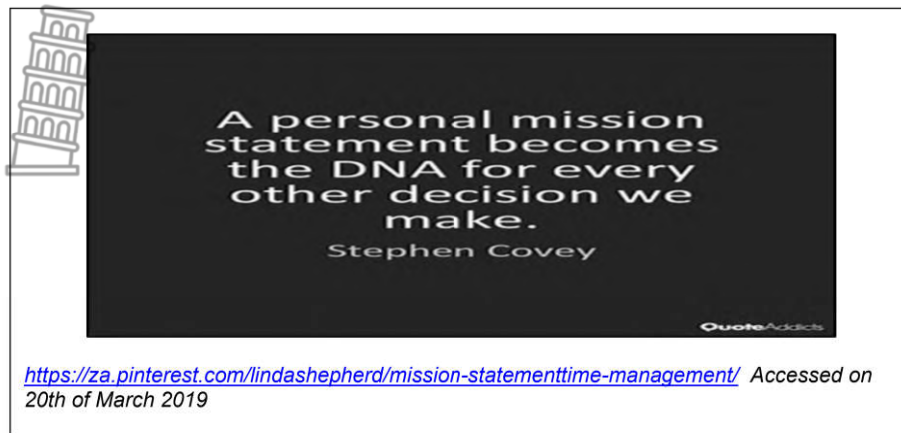 A personal mission
statement becomes
the DNA for every
other decision we
make.
Stephen Covey
QuoteAddicts
https://za.pinterest.com/lindashepherd/mission-statementtime-management/ Accessed on
20th of March 2019